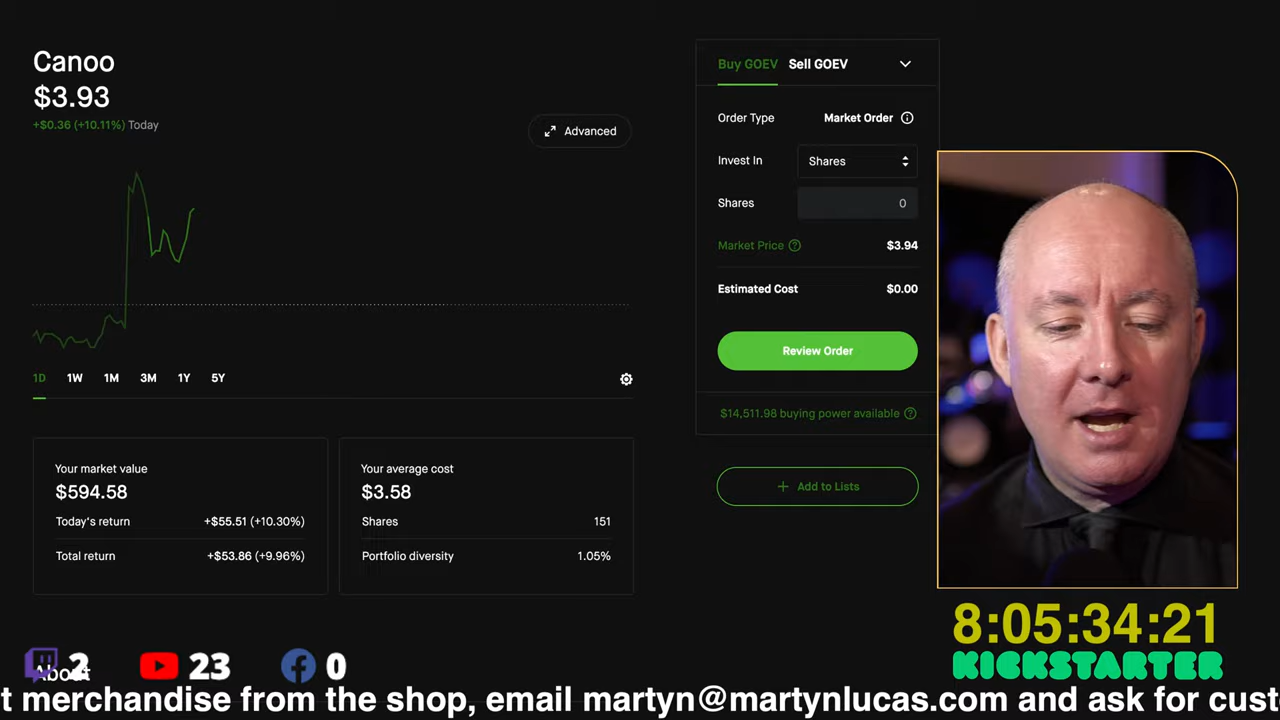 Canoo
$3.93
+$0.36 (+10.11%) Today
Advanced
1D 1W 1M 3M 1Y 5Y
Your market value
$594.58
Today's return +$55.51 (+10.30%)
Total return +$53.86 (+9.96%)
Your average cost
$3.58
Shares 151
Portfolio diversity 1.05%
Buy GOEV Sell GOEV
Order Type Market Order
Invest In Shares
Shares 0
Market Price $3.94
Estimated Cost $0.00
Review Order
$14,511.98 buying power available
+ Add to Lists
8:05:34:21
KICKSTARTER
About
2 23 0
t merchandise from the shop, email martyn@martynlucas.com and ask for cust